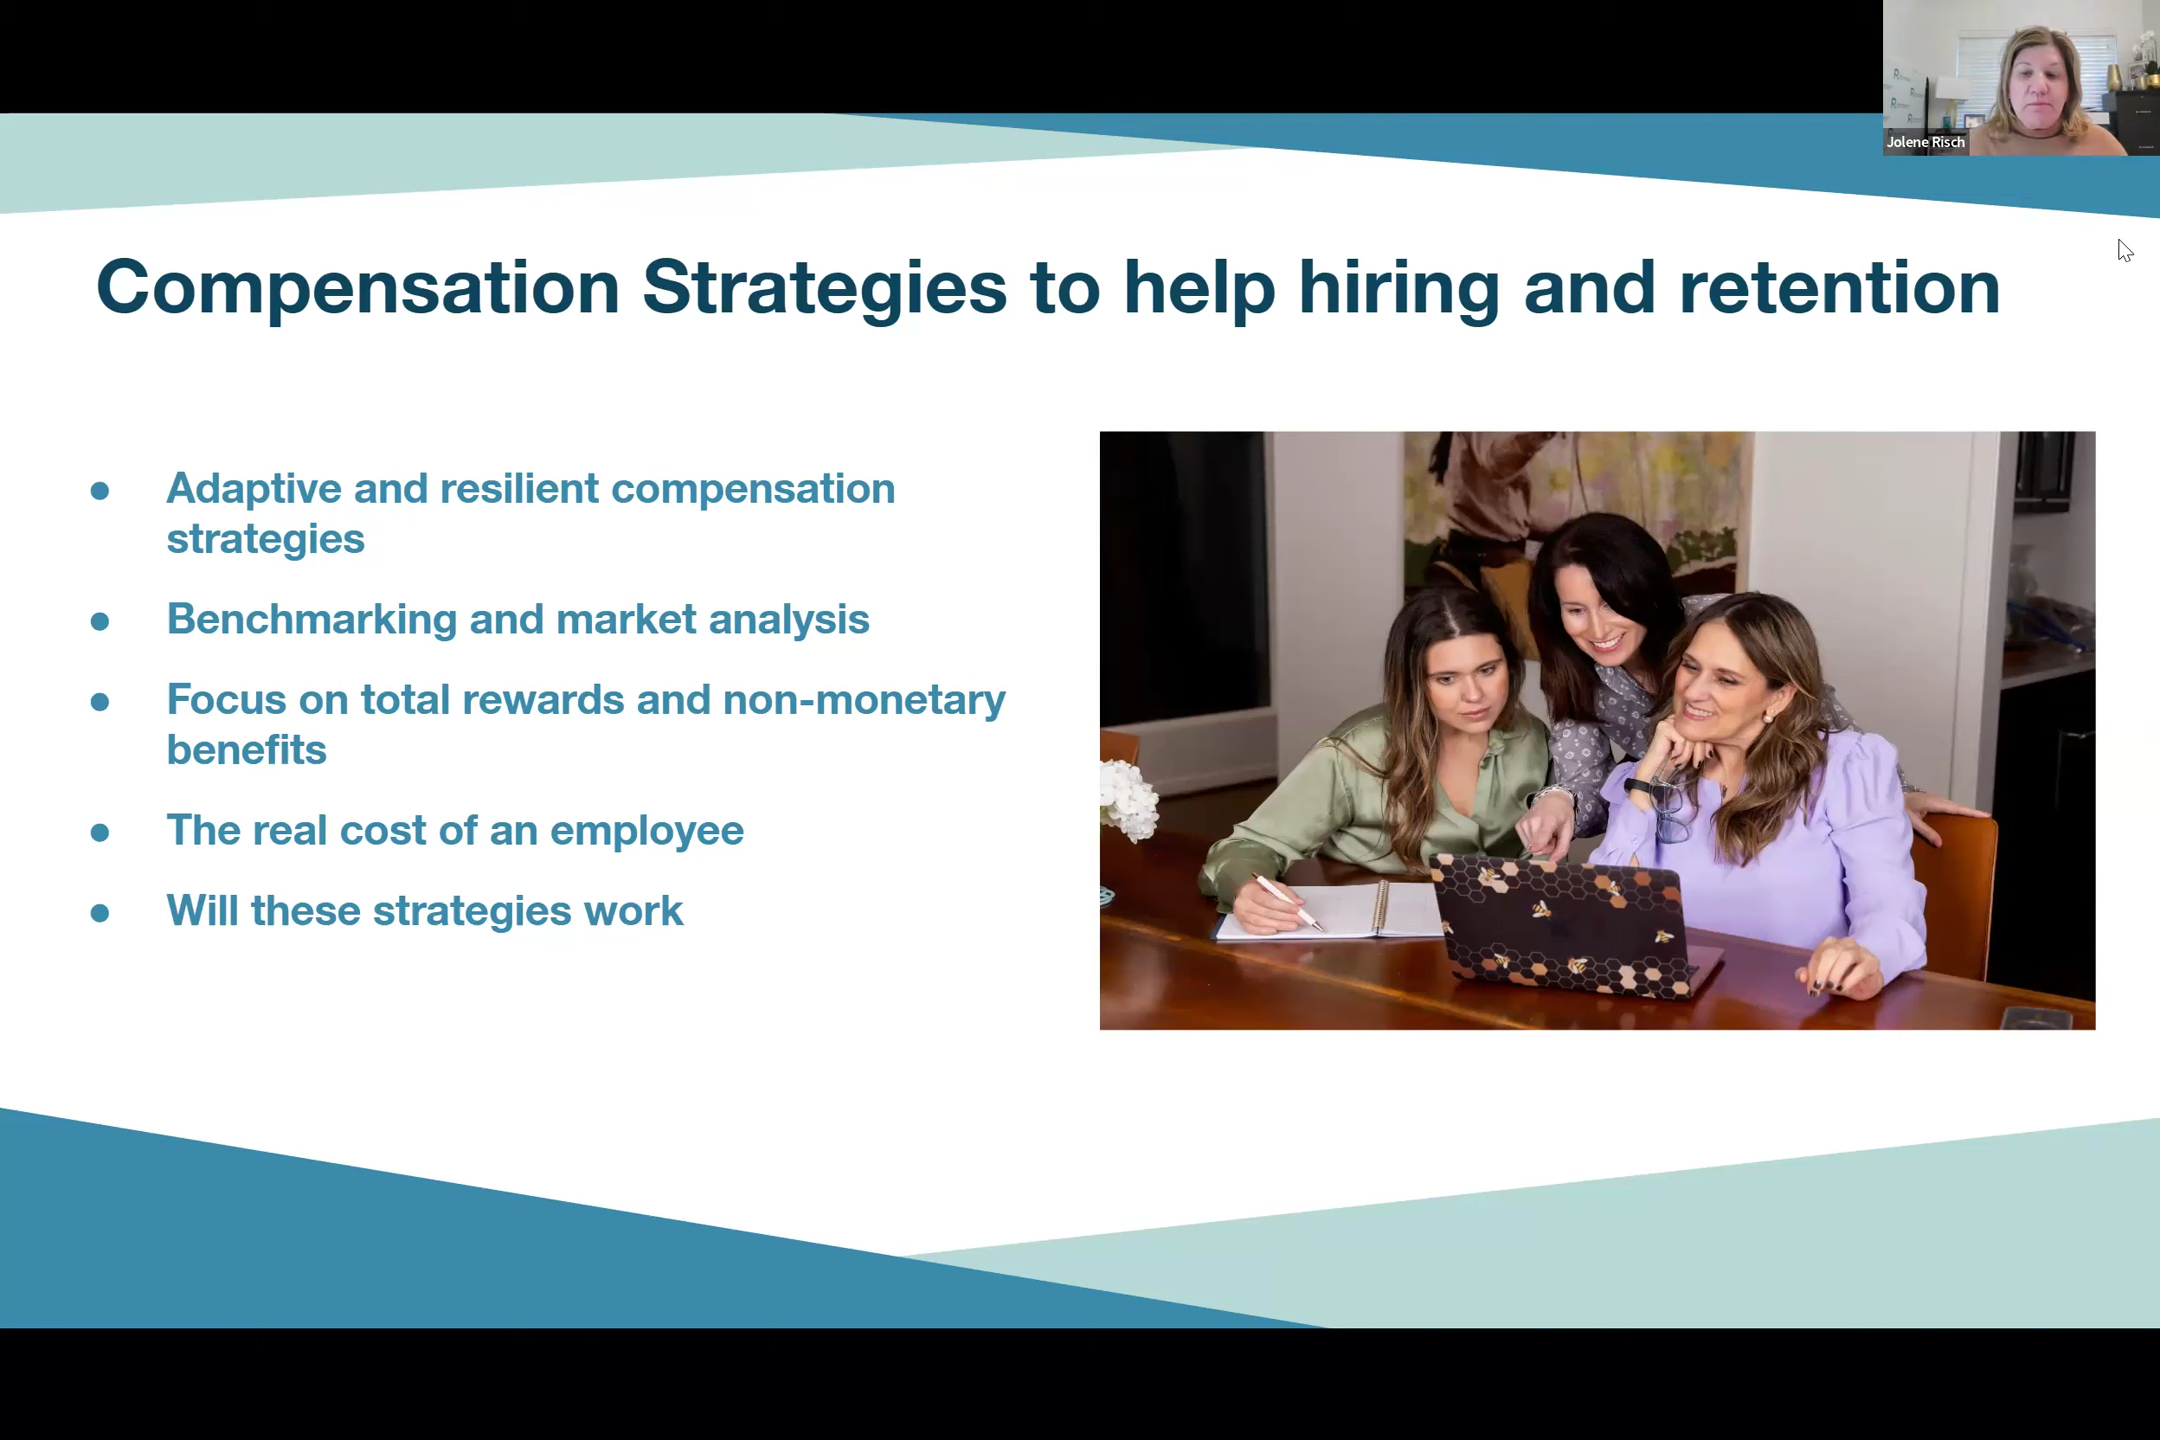 Jolene Risch
Compensation Strategies to help hiring and retention
● Adaptive and resilient compensation
strategies
● Benchmarking and market analysis
● Focus on total rewards and non-monetary
benefits
● The real cost of an employee
● Will these strategies work